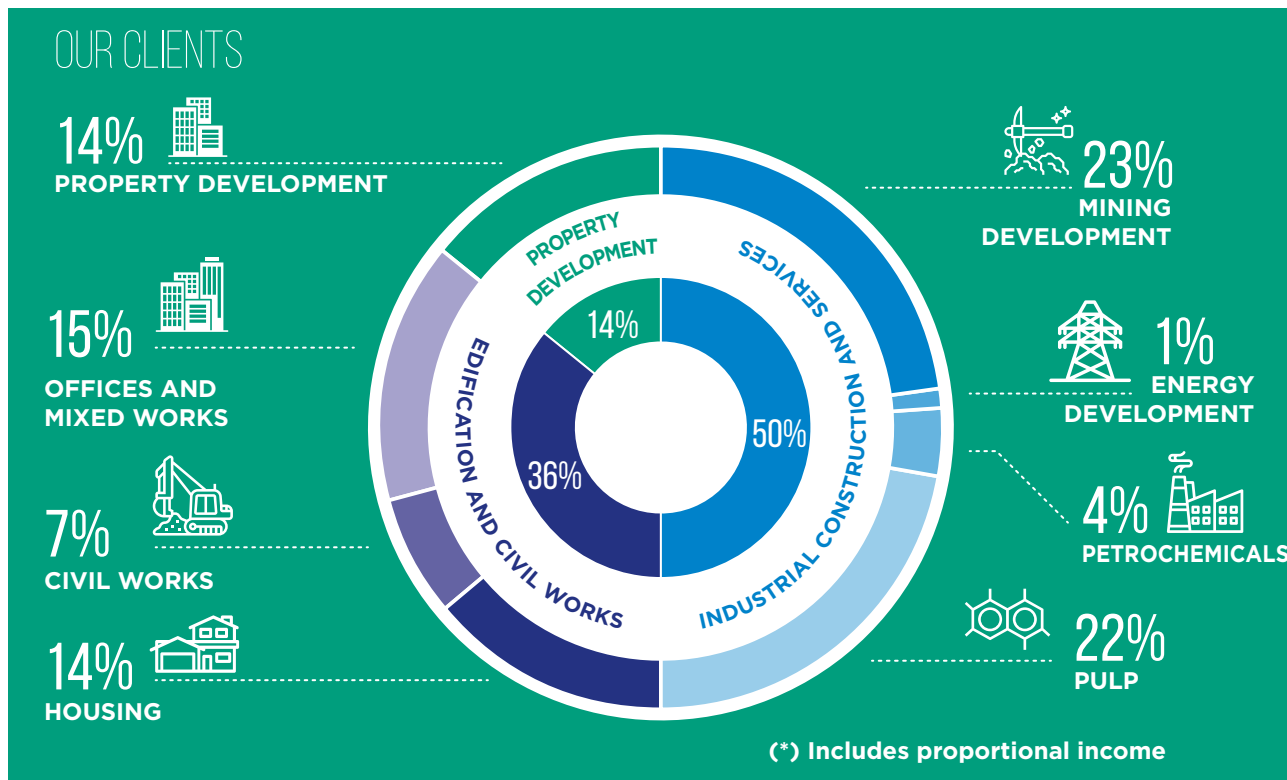 OUR CLIENTS
14%
PROPERTY DEVELOPMENT
15%
OFFICES AND
MIXED WORKS
7%
CIVIL WORKS
14%
HOUSING
PROPERTY
DEVELOPMENT
14%
EDIFICATION AND CIVIL WORKS
36%
INDUSTRIAL CONSTRUCTION AND SERVICES
50%
23%
MINING
DEVELOPMENT
1%
ENERGY
DEVELOPMENT
4%
PETROCHEMICALS
22%
PULP
(*) Includes proportional income